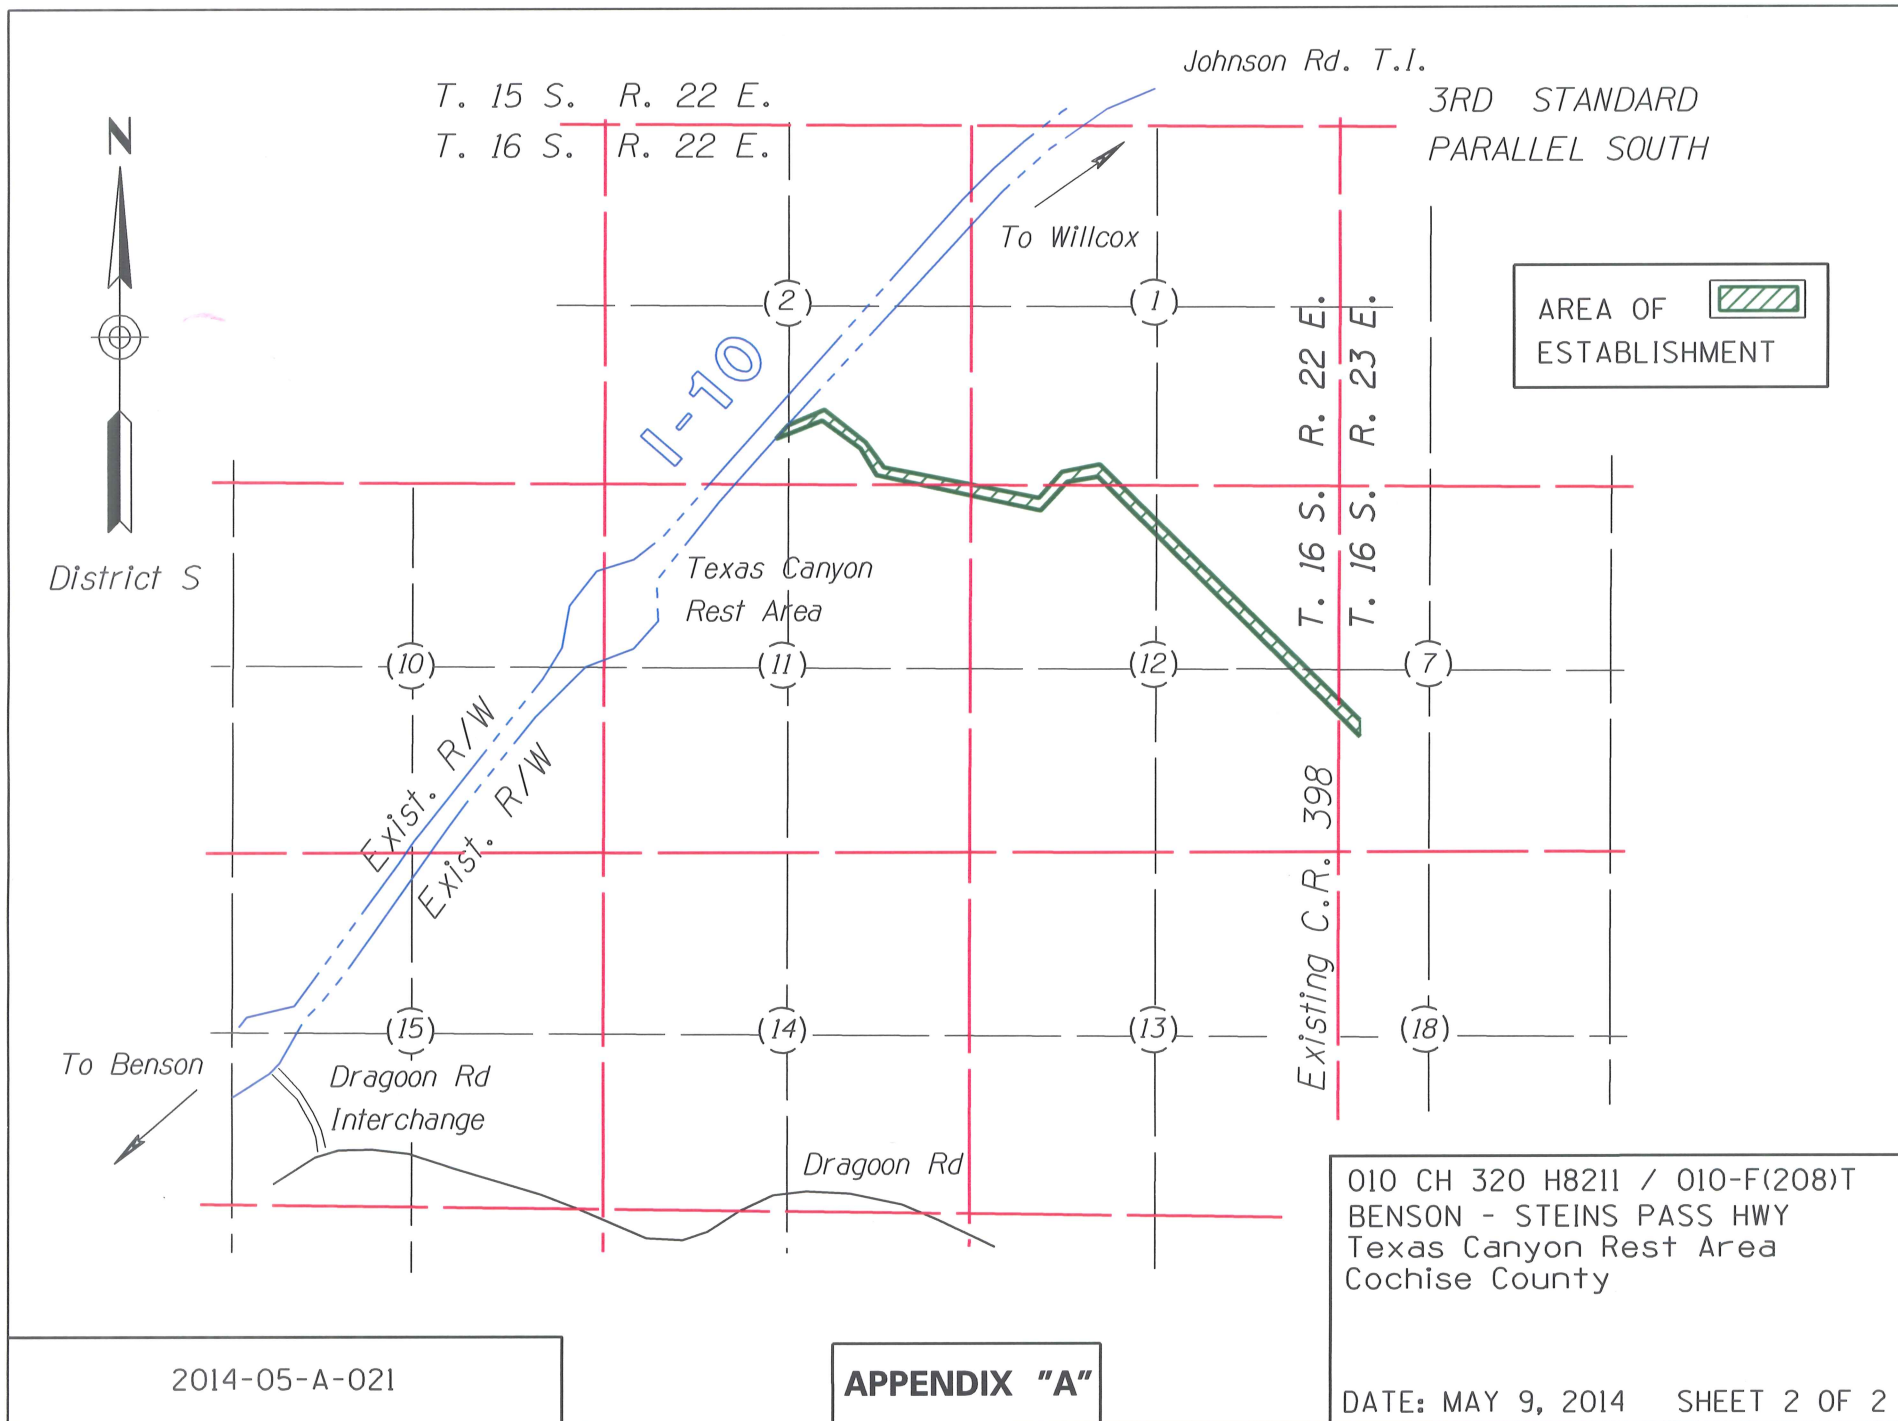 Johnson Rd. T.I.
T. 15 S. R. 22 E.
T. 16 S. R. 22 E.
3RD STANDARD
PARALLEL SOUTH
N
To Willcox
2
1
AREA OF
ESTABLISHMENT
I-10
T. 16 S. R. 22 E.
T. 16 S. R. 23 E.
District S
Texas Canyon
Rest Area
10
11
12
7
Exist. R/W
Exist. R/W
Existing C.R. 398
15
14
13
18
To Benson
Dragoon Rd
Interchange
Dragoon Rd
010 CH 320 H8211 / 010-F(208)T
BENSON - STEINS PASS HWY
Texas Canyon Rest Area
Cochise County
2014-05-A-021
APPENDIX "A"
DATE: MAY 9, 2014 SHEET 2 OF 2